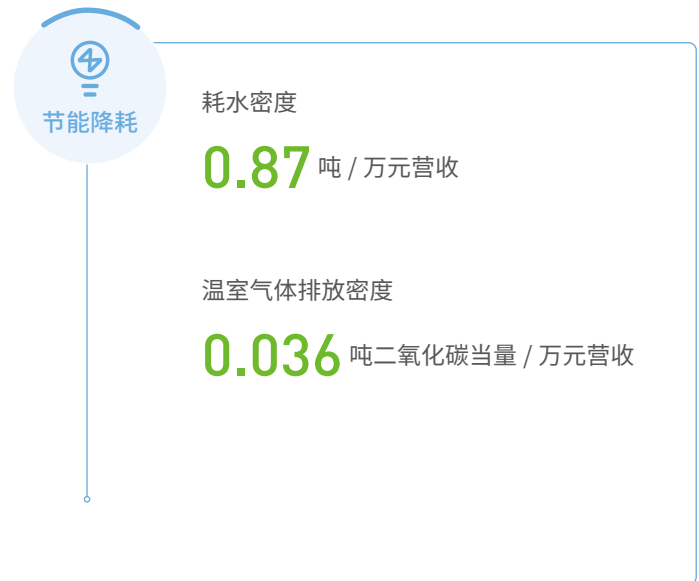 节能降耗
耗水密度
0.87 吨 / 万元营收
温室气体排放密度
0.036 吨二氧化碳当量 / 万元营收